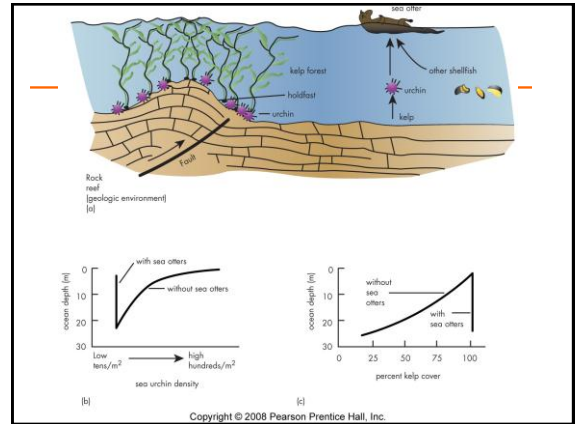 sea otter
kelp forest
other shellfish
holdfast
urchin
urchin
kelp
Fault
Rock
reef
(geologic environment)
(a)
0
10
20
30
ocean depth (m)
with sea otters
without sea otters
Low
tens/m²
high
hundreds/m²
sea urchin density
(b)
0
10
20
30
ocean depth (m)
without
sea
otters
with
sea otters
0
25
50
75
100
percent kelp cover
(c)
Copyright © 2008 Pearson Prentice Hall, Inc.